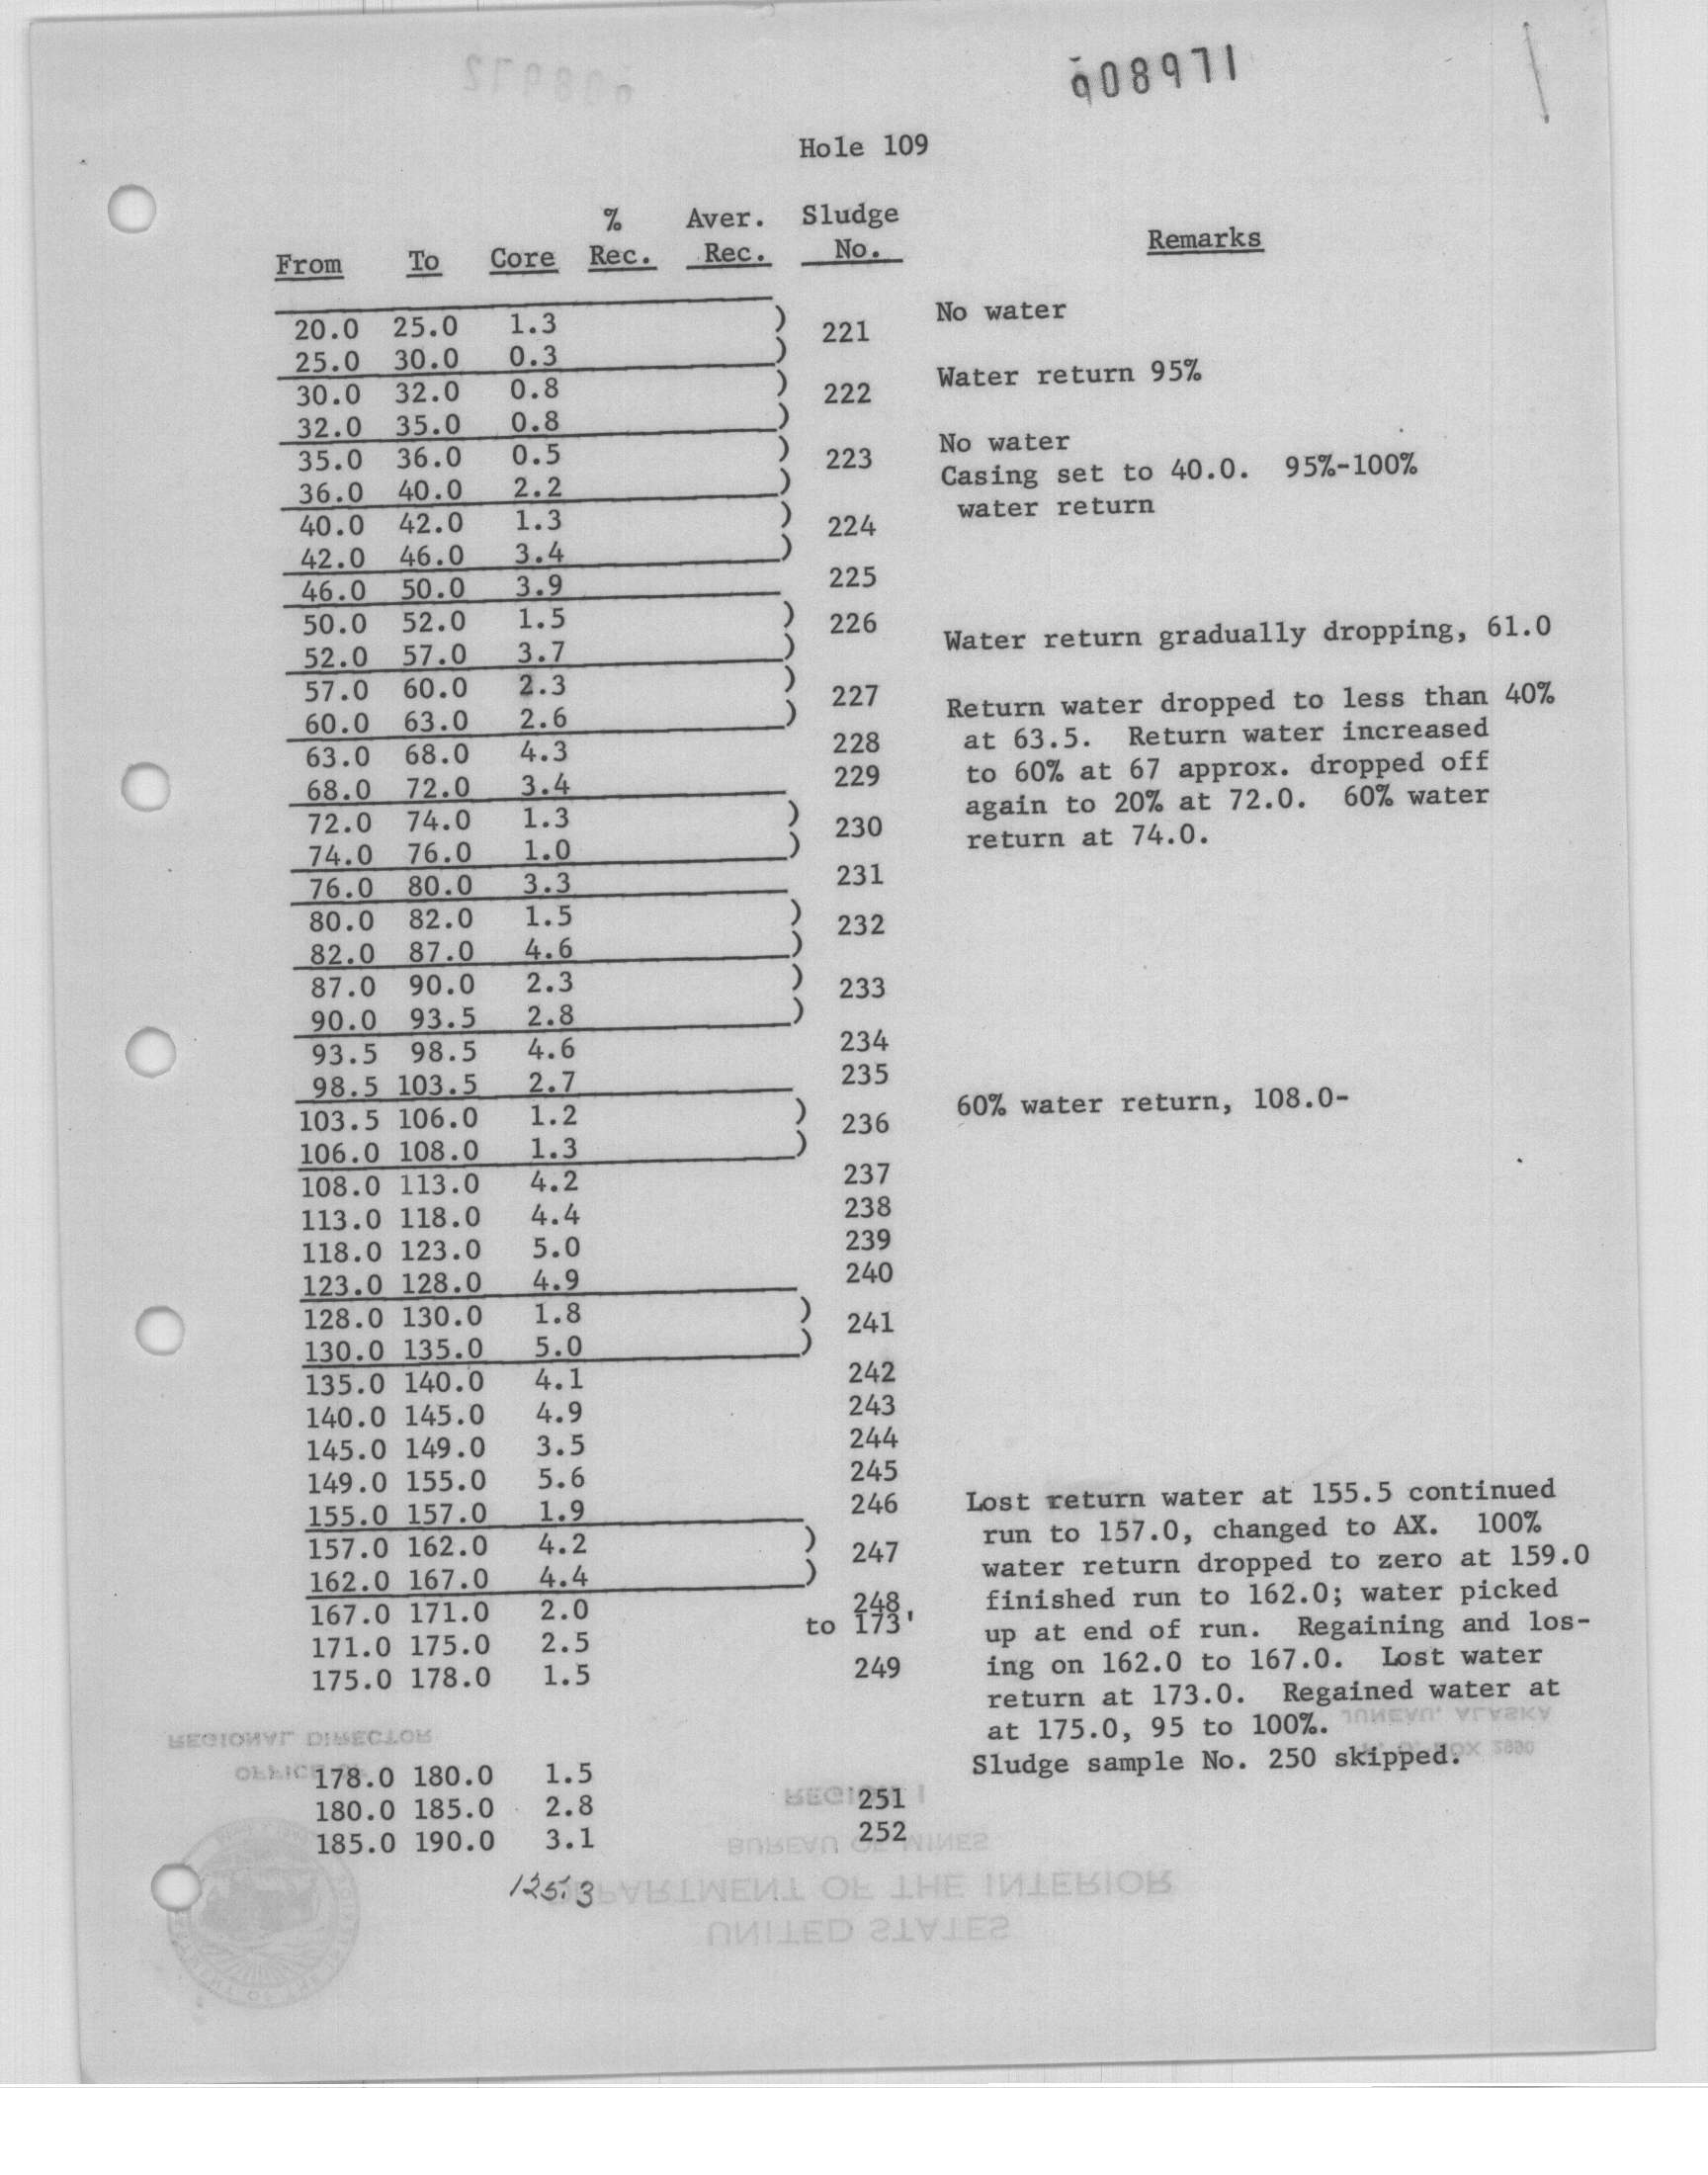 908971
Hole 109
% Aver. Sludge
From To Core Rec. Rec. No. Remarks
No water
20.0 25.0 1.3 ) 221
25.0 30.0 0.3 )
Water return 95%
30.0 32.0 0.8 ) 222
32.0 35.0 0.8 )
No water
35.0 36.0 0.5 ) 223
Casing set to 40.0. 95%-100%
36.0 40.0 2.2 )
water return
40.0 42.0 1.3 ) 224
42.0 46.0 3.4 )
46.0 50.0 3.9 225
50.0 52.0 1.5 ) 226
Water return gradually dropping, 61.0
52.0 57.0 3.7 )
57.0 60.0 2.3 ) 227
Return water dropped to less than 40%
60.0 63.0 2.6 )
at 63.5. Return water increased
63.0 68.0 4.3 228
to 60% at 67 approx. dropped off
68.0 72.0 3.4 229
again to 20% at 72.0. 60% water
72.0 74.0 1.3 ) 230
return at 74.0.
74.0 76.0 1.0 )
76.0 80.0 3.3 231
80.0 82.0 1.5 ) 232
82.0 87.0 4.6 )
87.0 90.0 2.3 ) 233
90.0 93.5 2.8 )
93.5 98.5 4.6 234
98.5 103.5 2.7 235
60% water return, 108.0-
103.5 106.0 1.2 ) 236
106.0 108.0 1.3 )
108.0 113.0 4.2 237
113.0 118.0 4.4 238
118.0 123.0 5.0 239
123.0 128.0 4.9 240
128.0 130.0 1.8 ) 241
130.0 135.0 5.0 )
135.0 140.0 4.1 242
140.0 145.0 4.9 243
145.0 149.0 3.5 244
149.0 155.0 5.6 245
155.0 157.0 1.9 246
Lost return water at 155.5 continued
run to 157.0, changed to AX. 100%
157.0 162.0 4.2 ) 247
water return dropped to zero at 159.0
162.0 167.0 4.4 )
finished run to 162.0; water picked
167.0 171.0 2.0 248
to 173'
up at end of run. Regaining and los-
171.0 175.0 2.5
ing on 162.0 to 167.0. Lost water
175.0 178.0 1.5 249
return at 173.0. Regained water at
at 175.0, 95 to 100%.
Sludge sample No. 250 skipped.
178.0 180.0 1.5
180.0 185.0 2.8 251
185.0 190.0 3.1 252
125.3
REGIONAL DIRECTOR
JUNEAU, ALASKA
REGION I
BUREAU OF MINES
DEPARTMENT OF THE INTERIOR
UNITED STATES